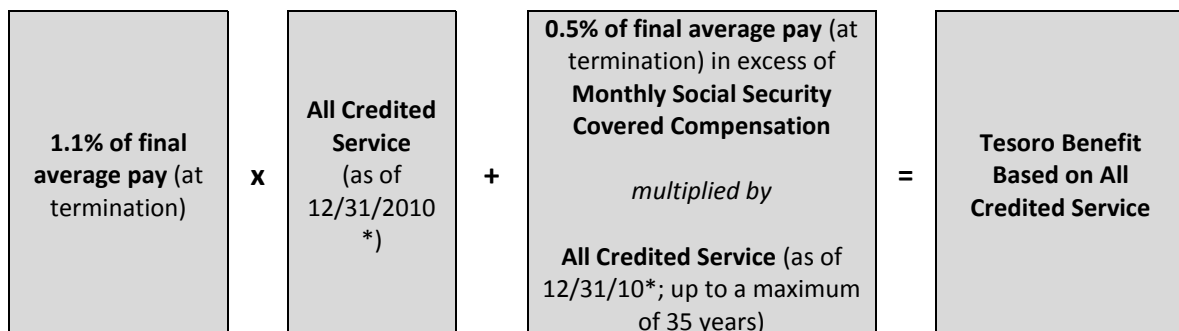 1.1% of final
average pay (at
termination)
x
All Credited
Service
(as of
12/31/2010
*)
+
0.5% of final average pay (at
termination) in excess of
Monthly Social Security
Covered Compensation
multiplied by
All Credited Service (as of
12/31/10*; up to a maximum
of 35 years)
=
Tesoro Benefit
Based on All
Credited Service